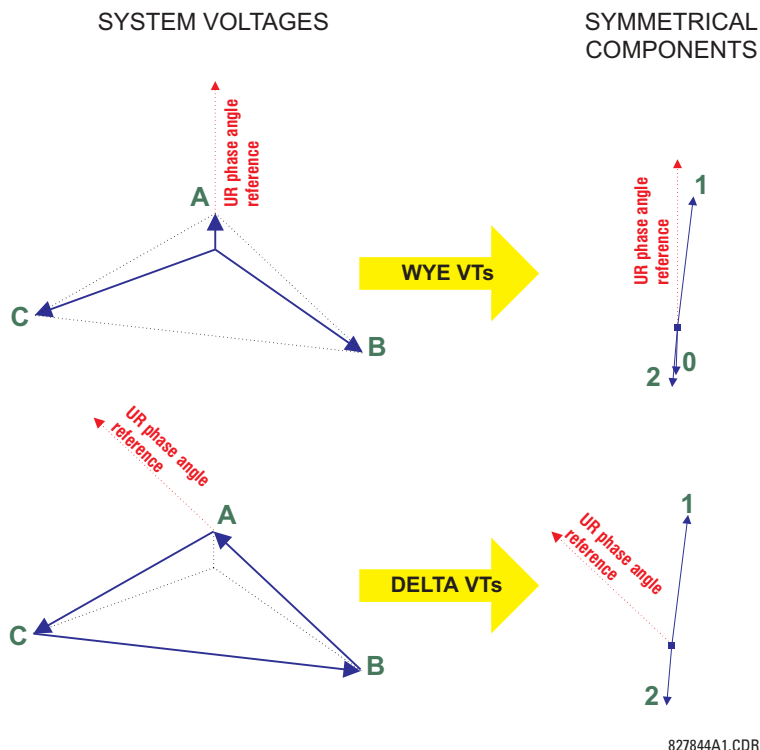 SYSTEM VOLTAGES
SYMMETRICAL
COMPONENTS
UR phase angle
reference
A
C
B
WYE VTs
UR phase angle
reference
1
2
0
UR phase angle
reference
A
C
B
DELTA VTs
UR phase angle
reference
1
2
827844A1.CDR